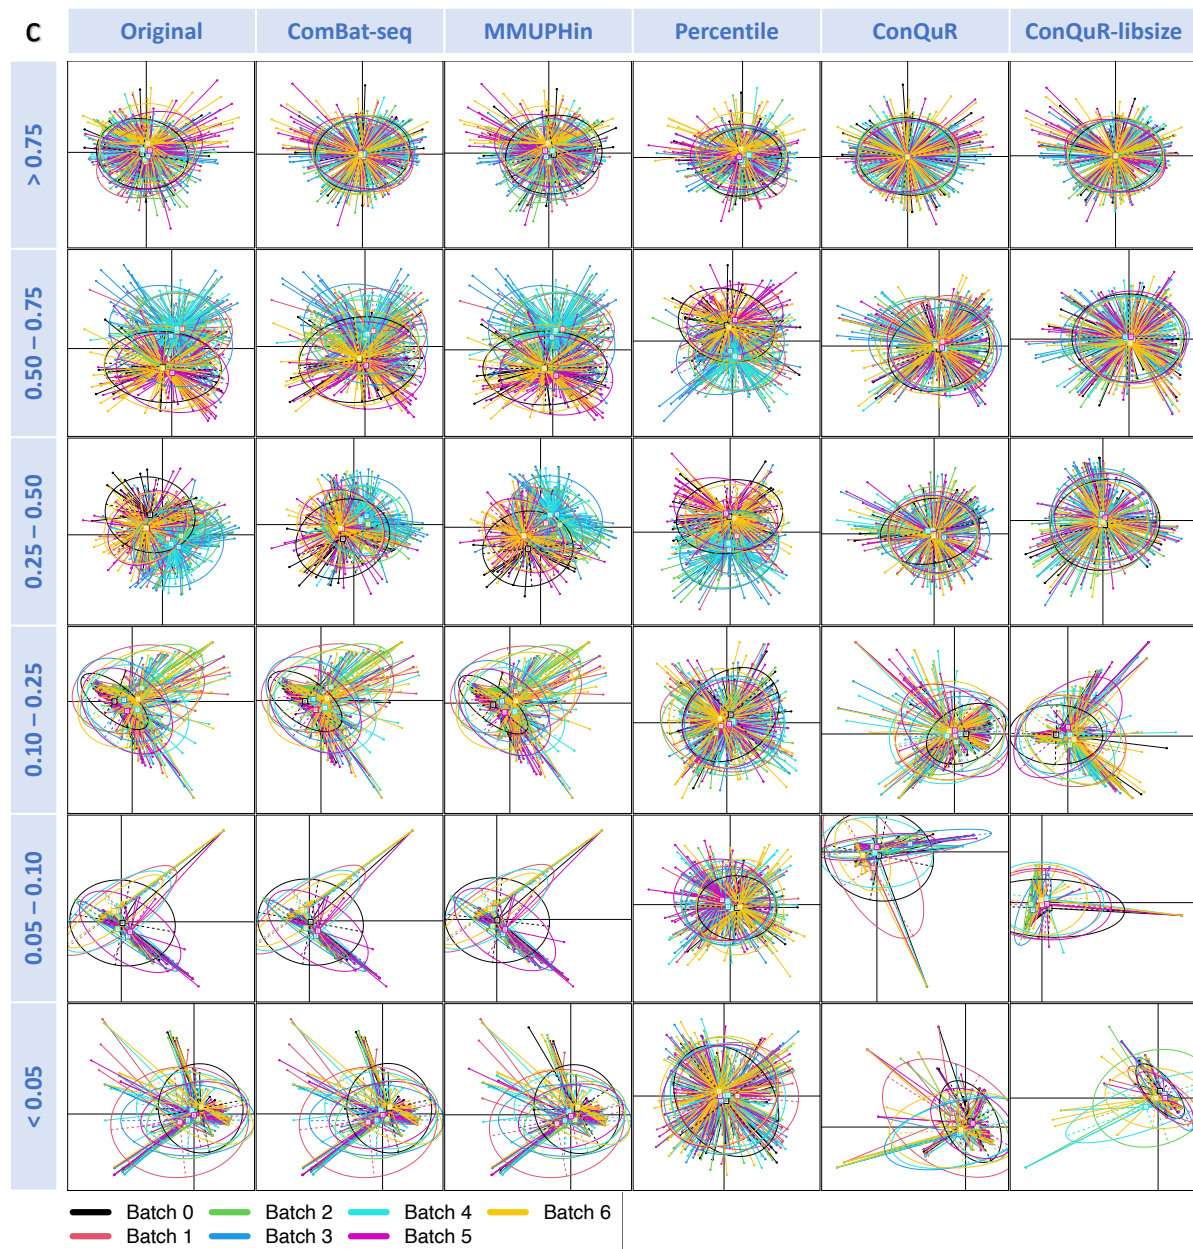 C
Original ComBat-seq MMUPHin Percentile ConQuR ConQuR-libsize
> 0.75
0.50 – 0.75
0.25 – 0.50
0.10 – 0.25
0.05 – 0.10
< 0.05
Batch 0 Batch 2 Batch 4 Batch 6
Batch 1 Batch 3 Batch 5